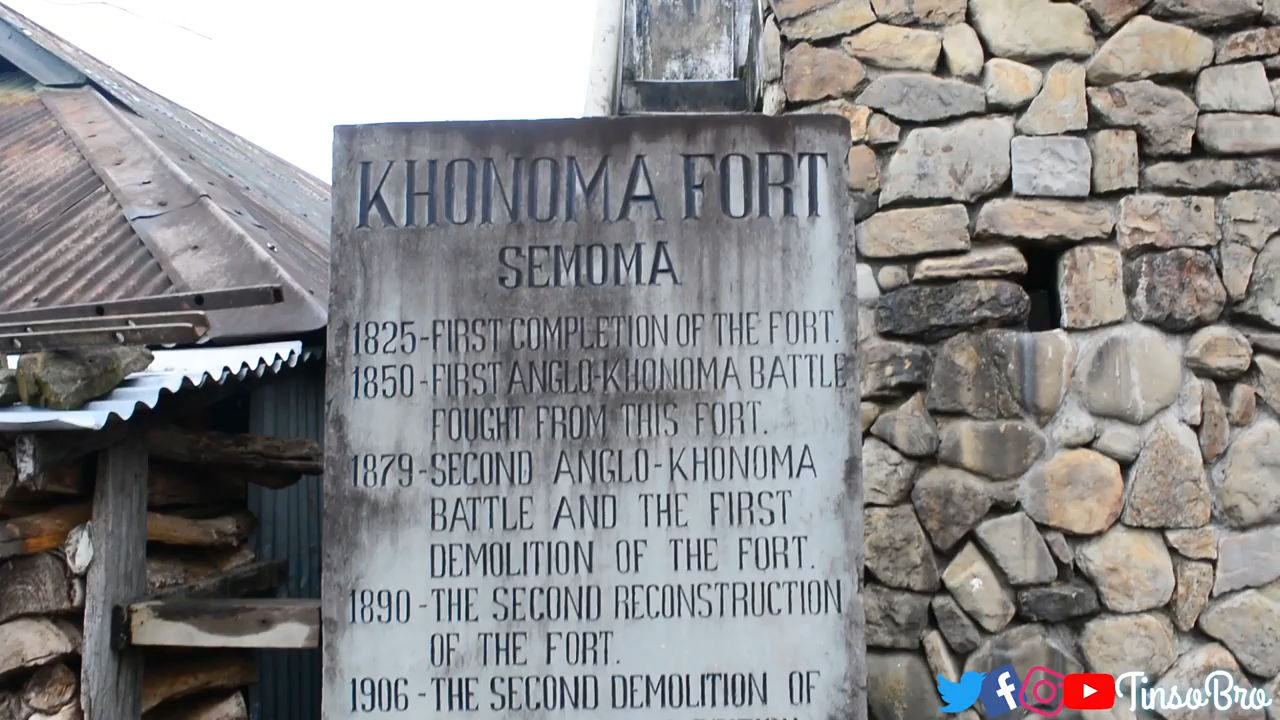 KHONOMA FORT
SEMOMA
1825-FIRST COMPLETION OF THE FORT.
1850-FIRST ANGLO-KHONOMA BATTLE
FOUGHT FROM THIS FORT.
1879-SECOND ANGLO-KHONOMA
BATTLE AND THE FIRST
DEMOLITION OF THE FORT.
1890-THE SECOND RECONSTRUCTION
OF THE FORT.
1906-THE SECOND DEMOLITION OF
TinsoBro